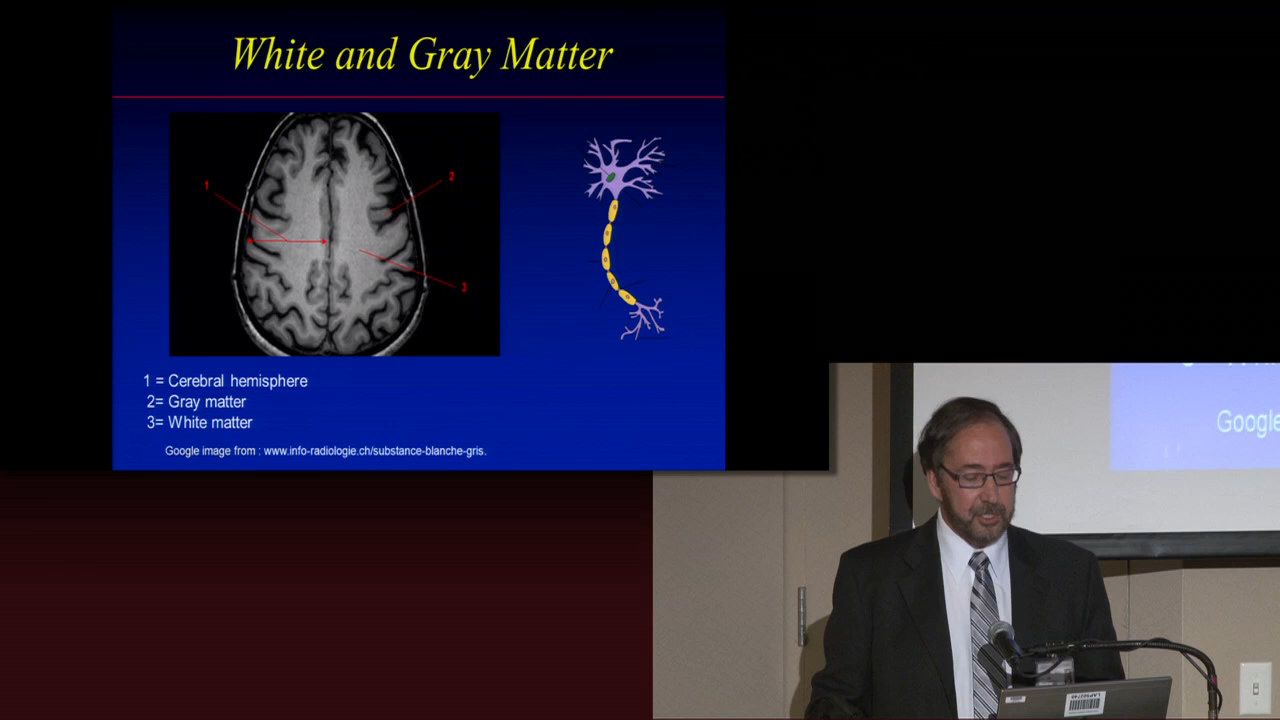 White and Gray Matter
1
2
3
1 = Cerebral hemisphere
2= Gray matter
3= White matter
Google image from : www.info-radiologie.ch/substance-blanche-gris.
Google